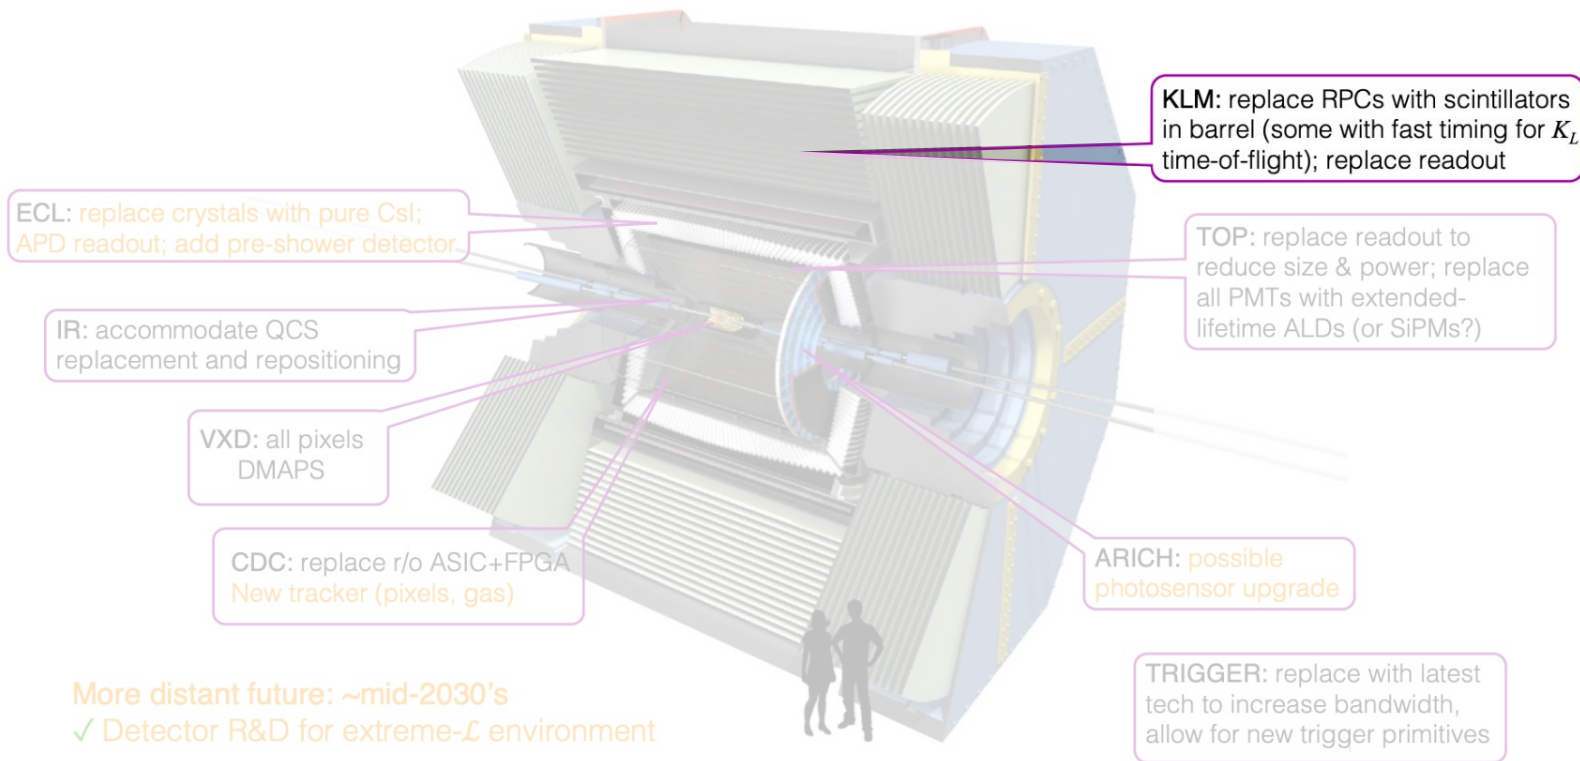 KLM: replace RPCs with scintillators
in barrel (some with fast timing for K_L
time-of-flight); replace readout
ECL: replace crystals with pure CsI;
APD readout; add pre-shower detector
TOP: replace readout to
reduce size & power; replace
all PMTs with extended-
lifetime ALDs (or SiPMs?)
IR: accommodate QCS
replacement and repositioning
VXD: all pixels
DMAPS
CDC: replace r/o ASIC+FPGA
New tracker (pixels, gas)
ARICH: possible
photosensor upgrade
TRIGGER: replace with latest
tech to increase bandwidth,
allow for new trigger primitives
More distant future: ~mid-2030's
✓ Detector R&D for extreme-ℒ environment